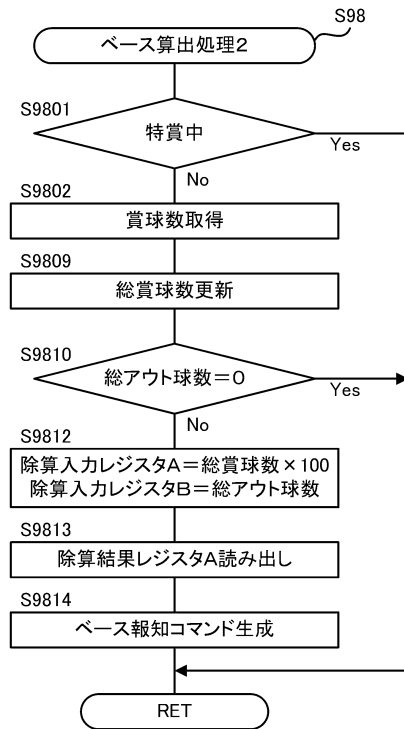 S98
ベース算出処理2
S9801
特賞中
Yes
No
S9802
賞球数取得
S9809
総賞球数更新
S9810
総アウト球数=0
Yes
No
S9812
除算入力レジスタA=総賞球数×100
除算入力レジスタB=総アウト球数
S9813
除算結果レジスタA読み出し
S9814
ベース報知コマンド生成
RET